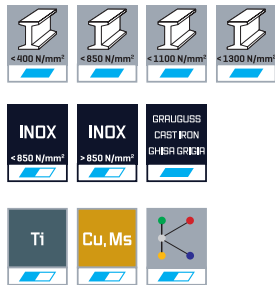 <400 N/mm²
<850 N/mm²
<1100 N/mm²
<1300 N/mm²
INOX
<850 N/mm²
INOX
>850 N/mm²
GRAUGUSS
CAST IRON
GHISA GRIGIA
Ti
Cu, Ms